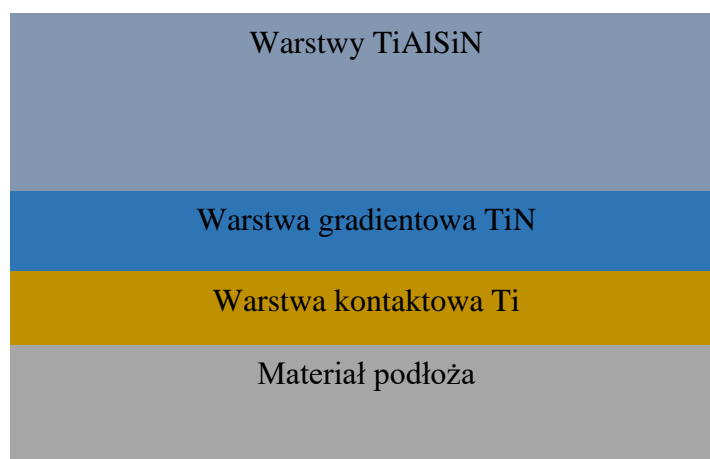 Warstwy TiAlSiN
Warstwa gradientowa TiN
Warstwa kontaktowa Ti
Materiał podłoża